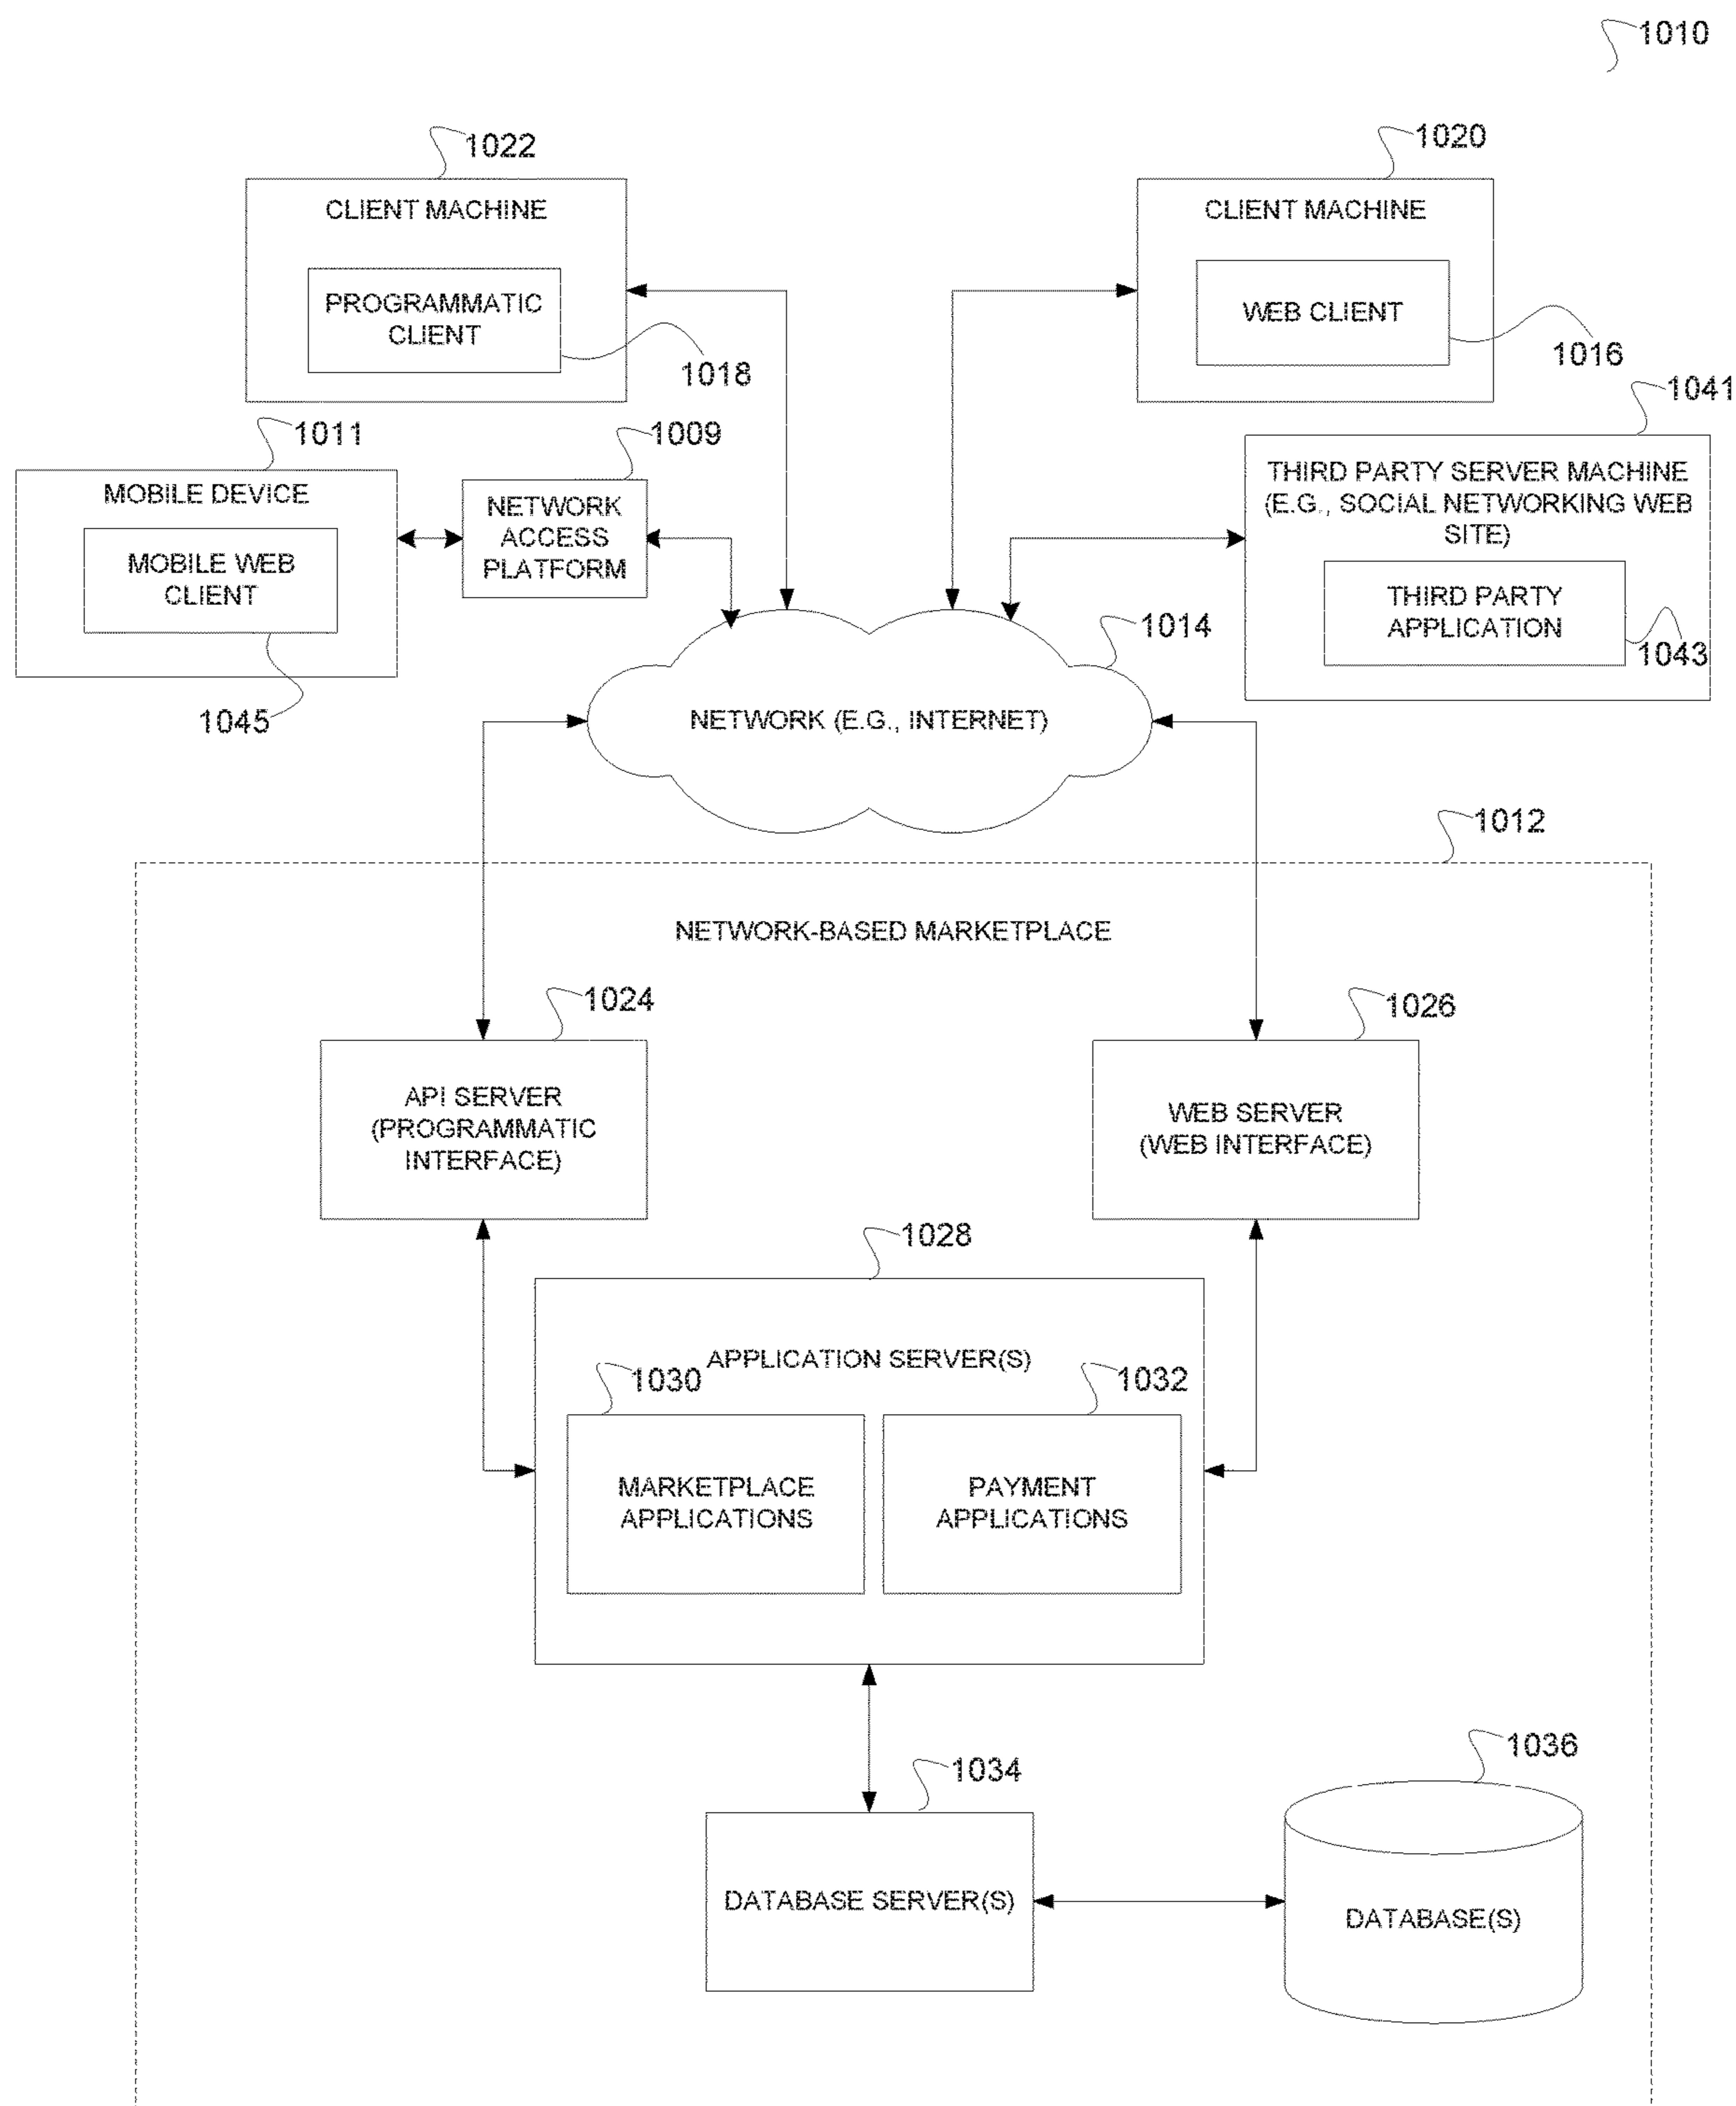 1010
1022
1020
CLIENT MACHINE
PROGRAMMATIC
CLIENT
1018
CLIENT MACHINE
WEB CLIENT
1016
1011
1009
1041
MOBILE DEVICE
MOBILE WEB
CLIENT
1045
NETWORK
ACCESS
PLATFORM
THIRD PARTY SERVER MACHINE
(E.G., SOCIAL NETWORKING WEB
SITE)
THIRD PARTY
APPLICATION
1043
1014
NETWORK (E.G., INTERNET)
1012
NETWORK-BASED MARKETPLACE
1024
1026
API SERVER
(PROGRAMMATIC
INTERFACE)
WEB SERVER
(WEB INTERFACE)
1028
APPLICATION SERVER(S)
1030
1032
MARKETPLACE
APPLICATIONS
PAYMENT
APPLICATIONS
1034
1036
DATABASE SERVER(S)
DATABASE(S)